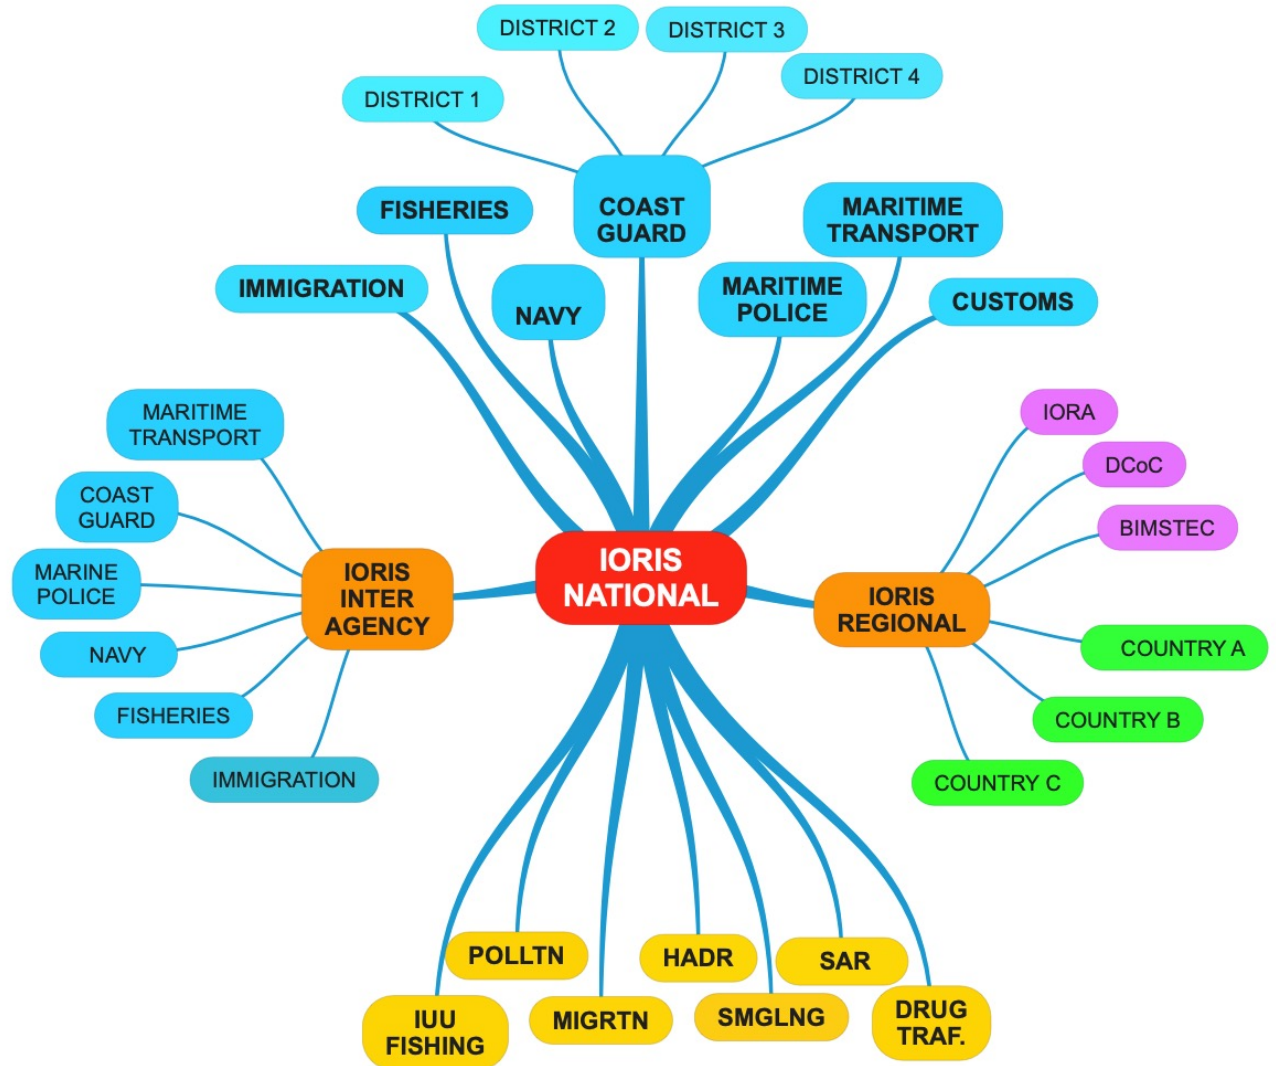 DISTRICT 2
DISTRICT 3
DISTRICT 4
DISTRICT 1
FISHERIES
COAST
GUARD
MARITIME
TRANSPORT
IMMIGRATION
NAVY
MARITIME
POLICE
CUSTOMS
MARITIME
TRANSPORT
COAST
GUARD
MARINE
POLICE
NAVY
FISHERIES
IMMIGRATION
IORIS
INTER
AGENCY
IORIS
NATIONAL
IORIS
REGIONAL
IORA
DCoC
BIMSTEC
COUNTRY A
COUNTRY B
COUNTRY C
POLLTN
HADR
SAR
IUU
FISHING
MIGRTN
SMGLNG
DRUG
TRAF.